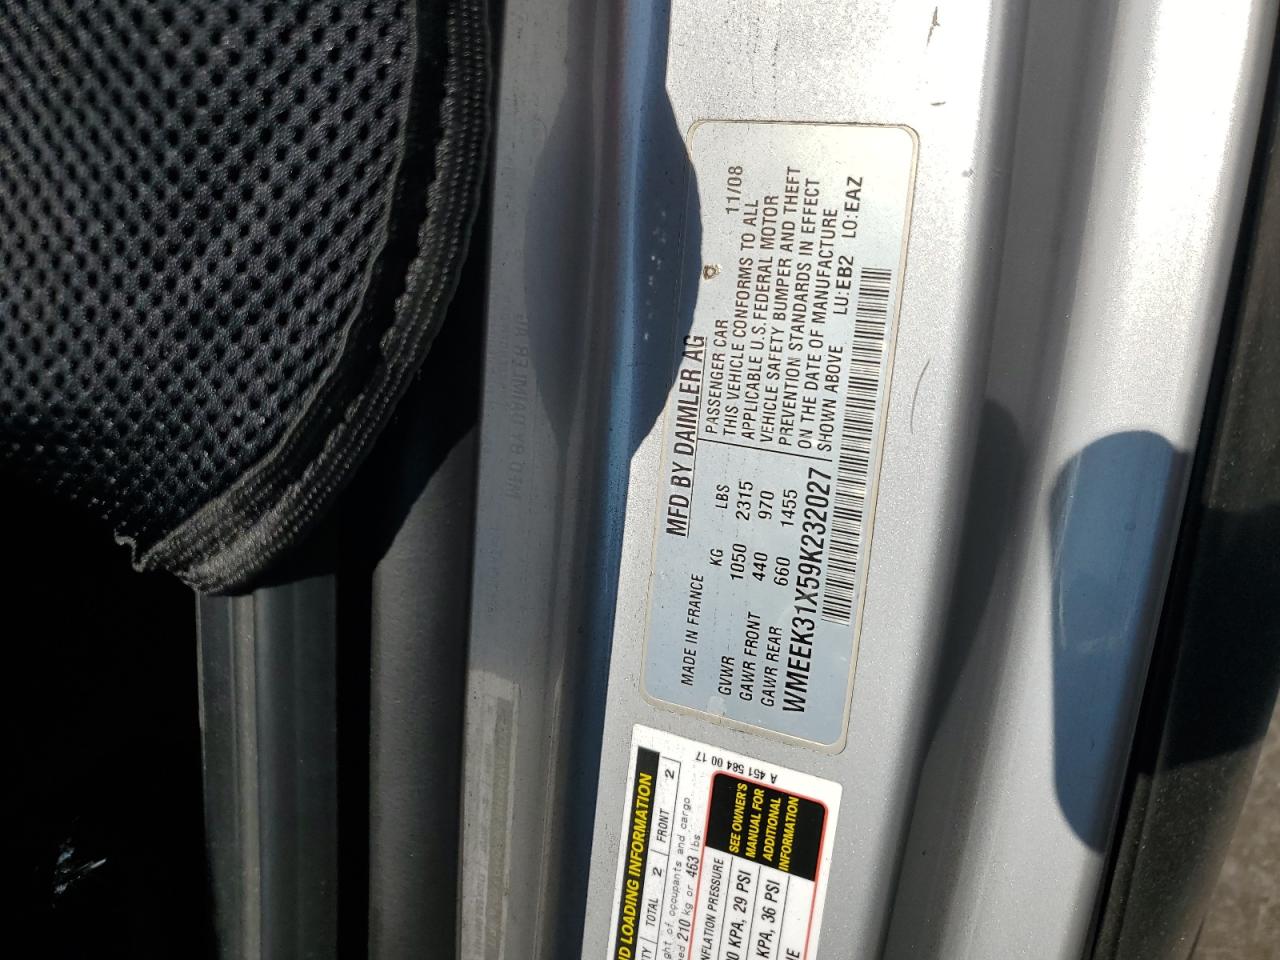 MFD BY DAIMLER AG
MADE IN FRANCE
PASSENGER CAR 11/08
KG LBS
GVWR 1050 2315
GAWR FRONT 440 970
GAWR REAR 660 1455
THIS VEHICLE CONFORMS TO ALL
APPLICABLE U.S. FEDERAL MOTOR
VEHICLE SAFETY BUMPER AND THEFT
PREVENTION STANDARDS IN EFFECT
ON THE DATE OF MANUFACTURE
SHOWN ABOVE LU:EB2 LO:EAZ
WMEEK31X59K232027
A 451 584 00 17
LOADING INFORMATION
TOTAL 2 FRONT 2
of occupants and cargo
210 kg or 463 lbs
INFLATION PRESSURE
KPA, 29 PSI
KPA, 36 PSI
SEE OWNER'S
MANUAL FOR
ADDITIONAL
INFORMATION